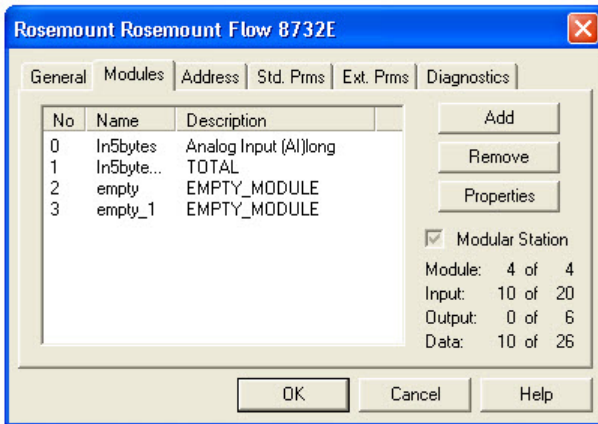 Rosemount Rosemount Flow 8732E
General Modules Address Std. Prms Ext. Prms Diagnostics
No Name Description
0 In5bytes Analog Input (AI)long
1 In5byte... TOTAL
2 empty EMPTY_MODULE
3 empty_1 EMPTY_MODULE
Add
Remove
Properties
Modular Station
Module: 4 of 4
Input: 10 of 20
Output: 0 of 6
Data: 10 of 26
OK Cancel Help